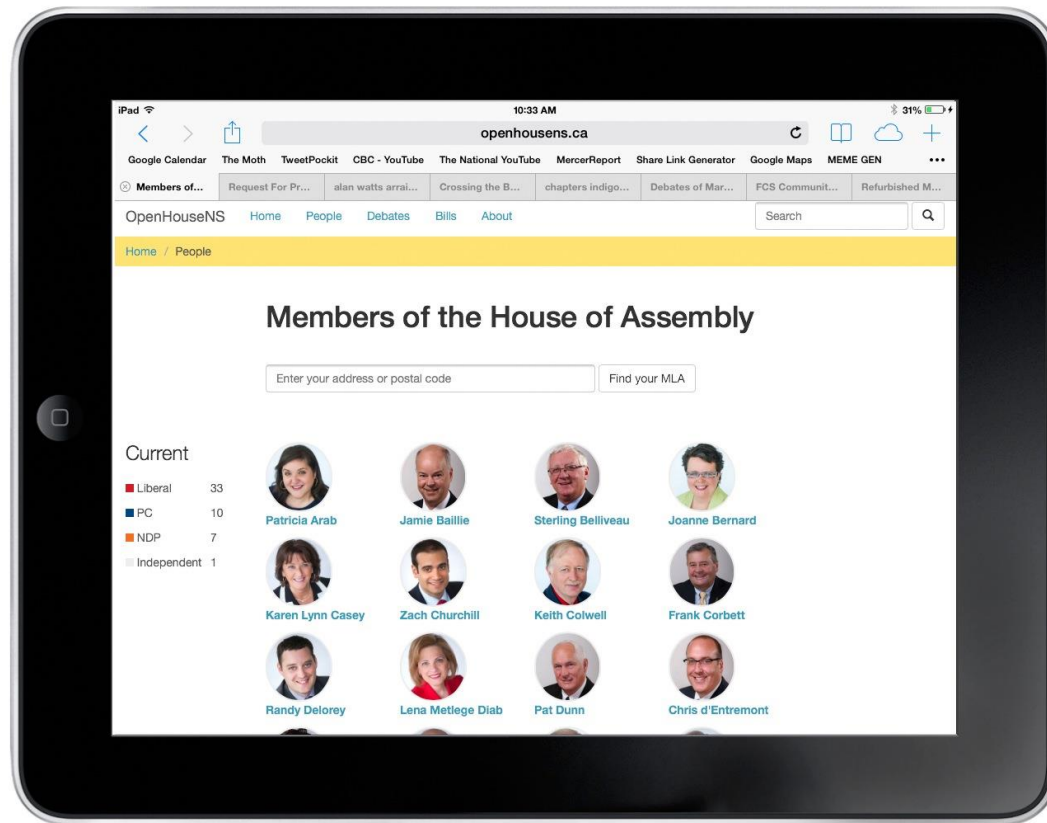 iPad 10:33 AM 31%
openhousens.ca
Google Calendar The Moth TweetPockit CBC - YouTube The National YouTube MercerReport Share Link Generator Google Maps MEME GEN •••
Members of... Request For Pr... alan watts arrai... Crossing the B... chapters indigo... Debates of Mar... FCS Communit... Refurbished M...
OpenHouseNS Home People Debates Bills About Search
Home / People
Members of the House of Assembly
Enter your address or postal code Find your MLA
Current
Liberal 33
PC 10
NDP 7
Independent 1
Patricia Arab Jamie Baillie Sterling Belliveau Joanne Bernard
Karen Lynn Casey Zach Churchill Keith Colwell Frank Corbett
Randy Delorey Lena Metlege Diab Pat Dunn Chris d'Entremont